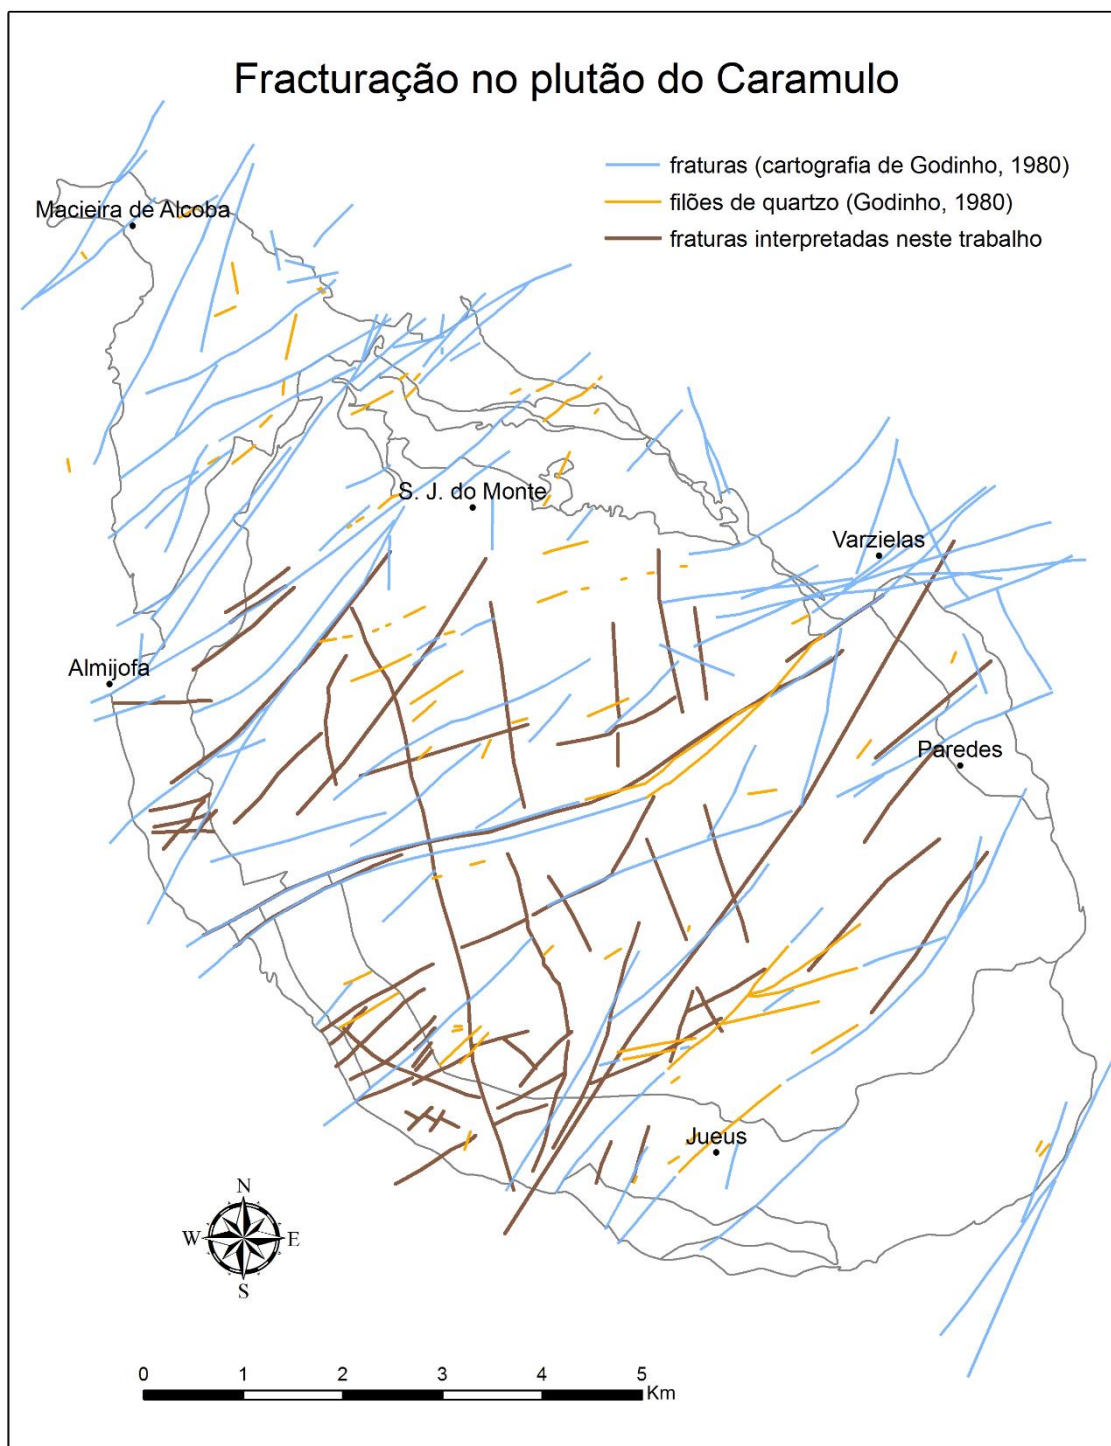 Fracturação no plutão do Caramulo
fraturas (cartografia de Godinho, 1980)
filões de quartzo (Godinho, 1980)
fraturas interpretadas neste trabalho
Macieira de Alcoba
S. J. do Monte
Varzielas
Almijofa
Paredes
Jueus
N
W E
S
0 1 2 3 4 5
Km